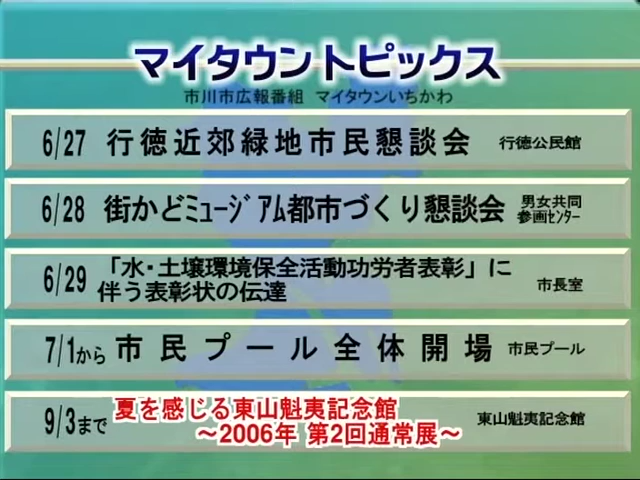 マイタウントピックス
市川市広報番組 マイタウンいちかわ
6/27 行徳近郊緑地市民懇談会 行徳公民館
6/28 街かどミュージアム都市づくり懇談会 男女共同
参画センター
6/29 「水・土壌環境保全活動功労者表彰」に
伴う表彰状の伝達 市長室
7/1から 市民プール全体開場 市民プール
9/3まで 夏を感じる東山魁夷記念館
～2006年 第2回通常展～ 東山魁夷記念館